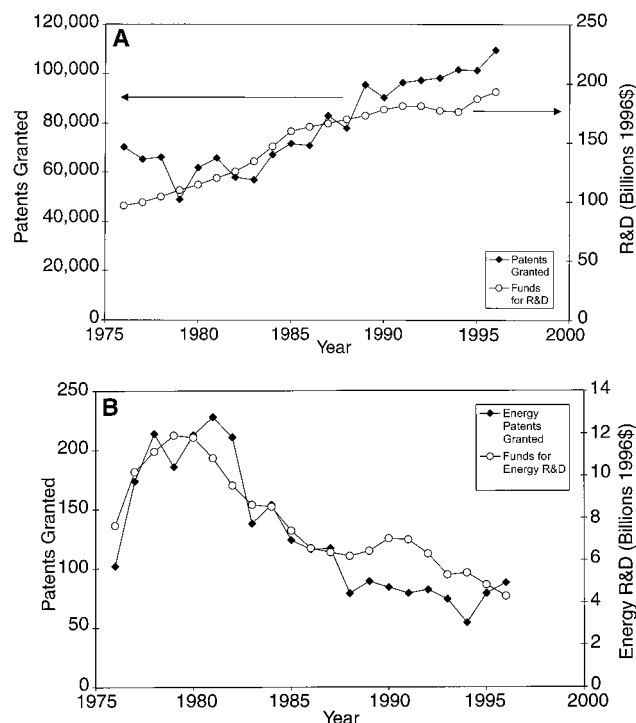 A
120,000
100,000
80,000
60,000
40,000
20,000
0
Patents Granted
250
200
150
100
50
0
R&D (Billions 1996$)
Patents
Granted
Funds
for R&D
1975
1980
1985
1990
1995
2000
Year
B
250
200
150
100
50
0
Patents Granted
14
12
10
8
6
4
2
0
Energy R&D (Billions 1996$)
Energy
Patents
Granted
Funds for
Energy R&D
1975
1980
1985
1990
1995
2000
Year